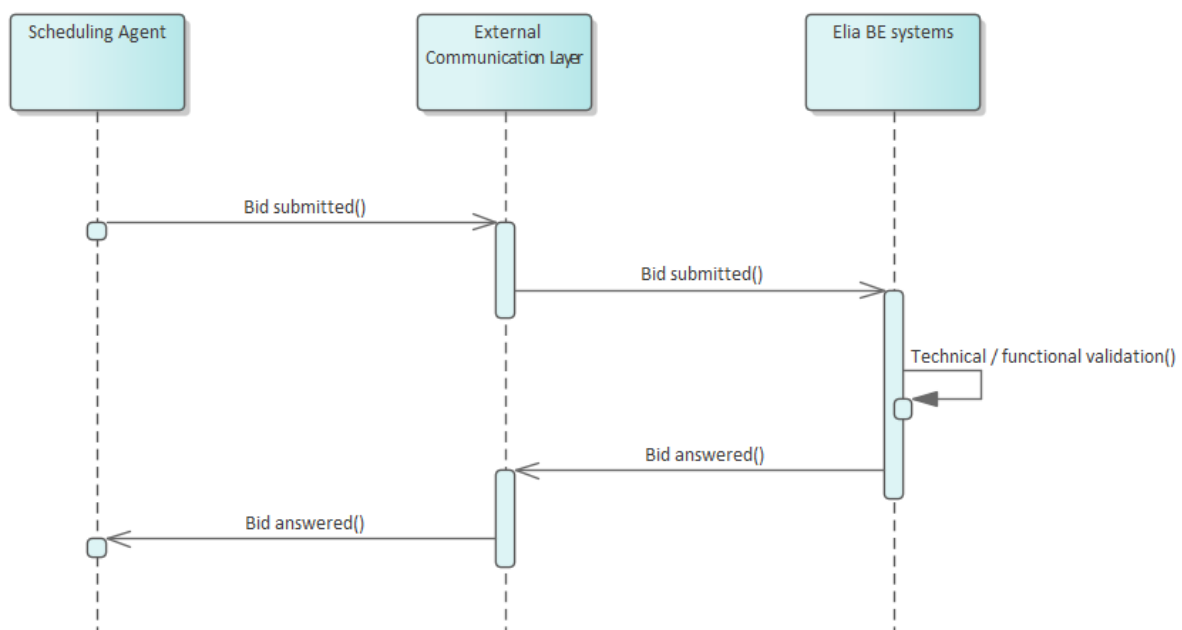 Scheduling Agent
External
Communication Layer
Elia BE systems
Bid submitted()
Bid submitted()
Technical / functional validation()
Bid answered()
Bid answered()